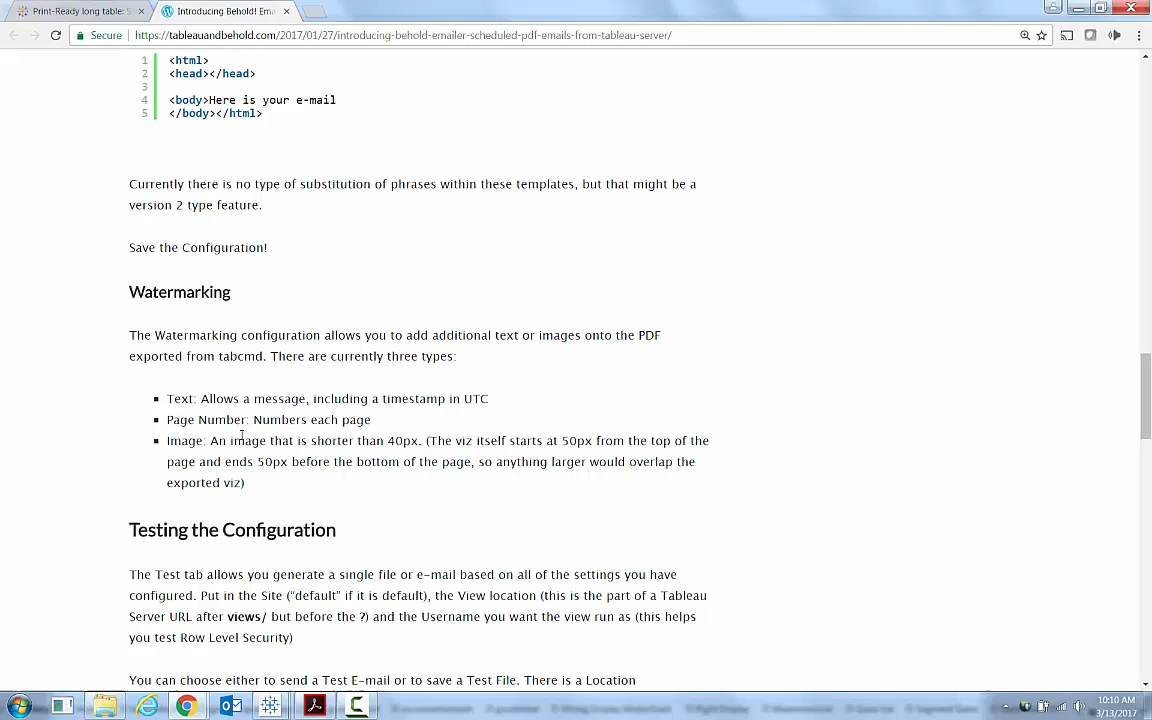 Print-Ready long table:
Introducing Behold! Ema
Secure
https://tableauandbehold.com/2017/01/27/introducing-behold-emailer-scheduled-pdf-emails-from-tableau-server/
1 <html>
2 <head></head>
3
4 <body>Here is your e-mail
5 </body></html>
Currently there is no type of substitution of phrases within these templates, but that might be a
version 2 type feature.
Save the Configuration!
Watermarking
The Watermarking configuration allows you to add additional text or images onto the PDF
exported from tabcmd. There are currently three types:
Text: Allows a message, including a timestamp in UTC
Page Number: Numbers each page
Image: An image that is shorter than 40px. (The viz itself starts at 50px from the top of the
page and ends 50px before the bottom of the page, so anything larger would overlap the
exported viz)
Testing the Configuration
The Test tab allows you generate a single file or e-mail based on all of the settings you have
configured. Put in the Site (“default” if it is default), the View location (this is the part of a Tableau
Server URL after views/ but before the ?) and the Username you want the view run as (this helps
you test Row Level Security)
You can choose either to send a Test E-mail or to save a Test File. There is a Location
10:10 AM
3/13/2017